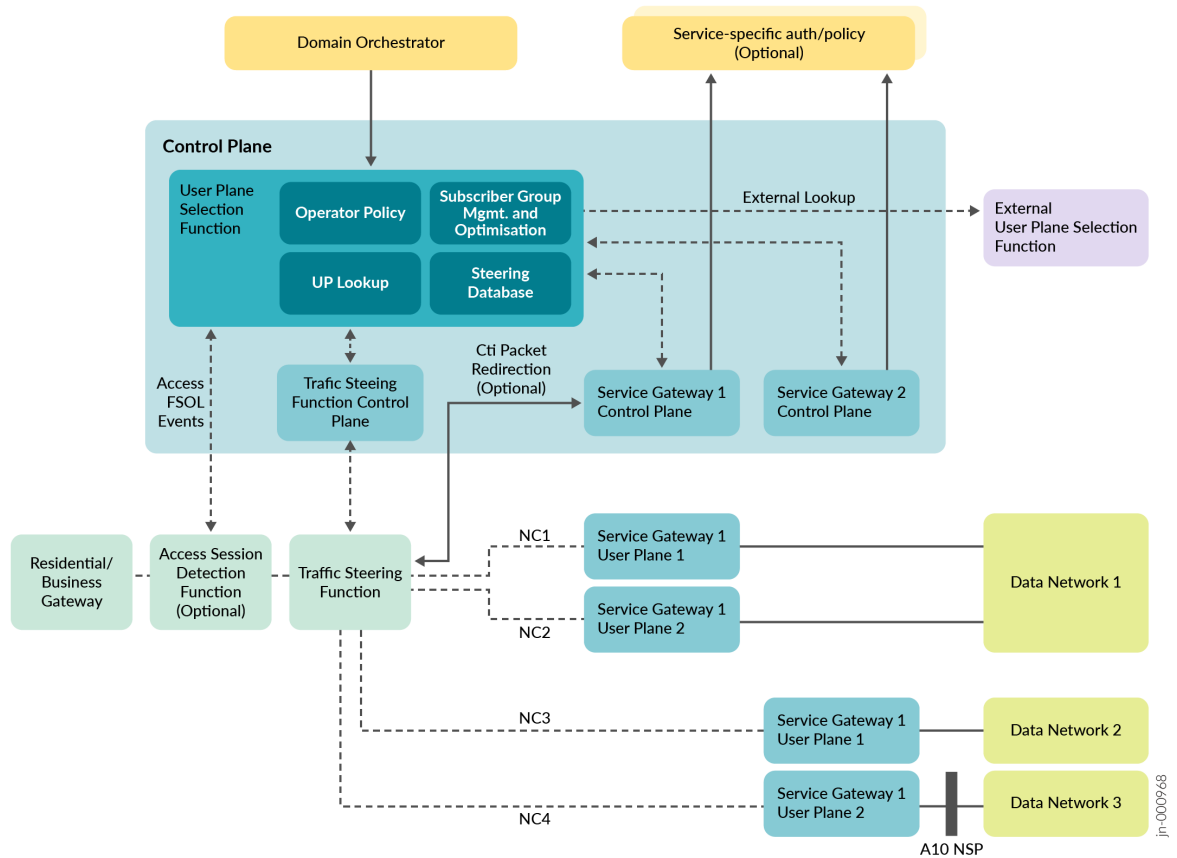 Domain Orchestrator
Service-specific auth/policy
(Optional)
Control Plane
User Plane
Selection
Function
Operator Policy
Subscriber Group
Mgmt. and
Optimisation
UP Lookup
Steering
Database
External Lookup
External
User Plane Selection
Function
Access
FSOL
Events
Trafic Steeing
Function Control
Plane
Cti Packet
Redirection
(Optional)
Service Gateway 1
Control Plane
Service Gateway 2
Control Plane
Residential/
Business
Gateway
Access Session
Detection
Function
(Optional)
Traffic Steering
Function
NC1
NC2
Service Gateway 1
User Plane 1
Service Gateway 1
User Plane 2
Data Network 1
NC3
Service Gateway 1
User Plane 1
Data Network 2
NC4
Service Gateway 1
User Plane 2
Data Network 3
A10 NSP
jn-000968